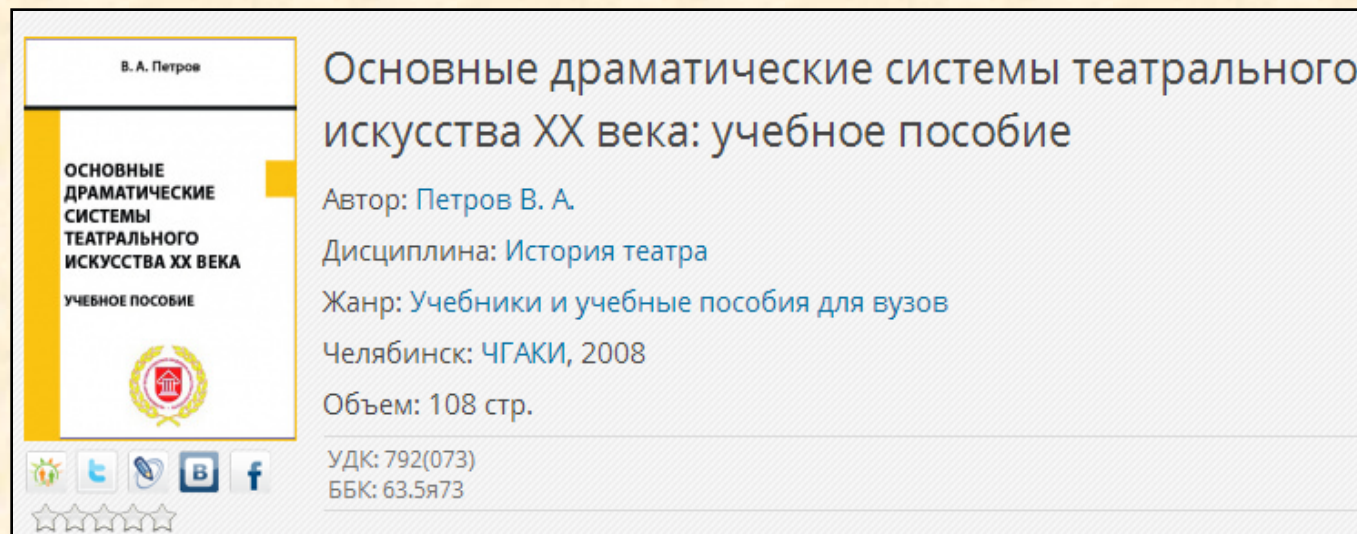 В. А. Петров
ОСНОВНЫЕ
ДРАМАТИЧЕСКИЕ
СИСТЕМЫ
ТЕАТРАЛЬНОГО
ИСКУССТВА XX ВЕКА
УЧЕБНОЕ ПОСОБИЕ
Основные драматические системы театрального
искусства XX века: учебное пособие
Автор: Петров В. А.
Дисциплина: История театра
Жанр: Учебники и учебные пособия для вузов
Челябинск: ЧГАКИ, 2008
Объем: 108 стр.
УДК: 792(073)
ББК: 63.5я73